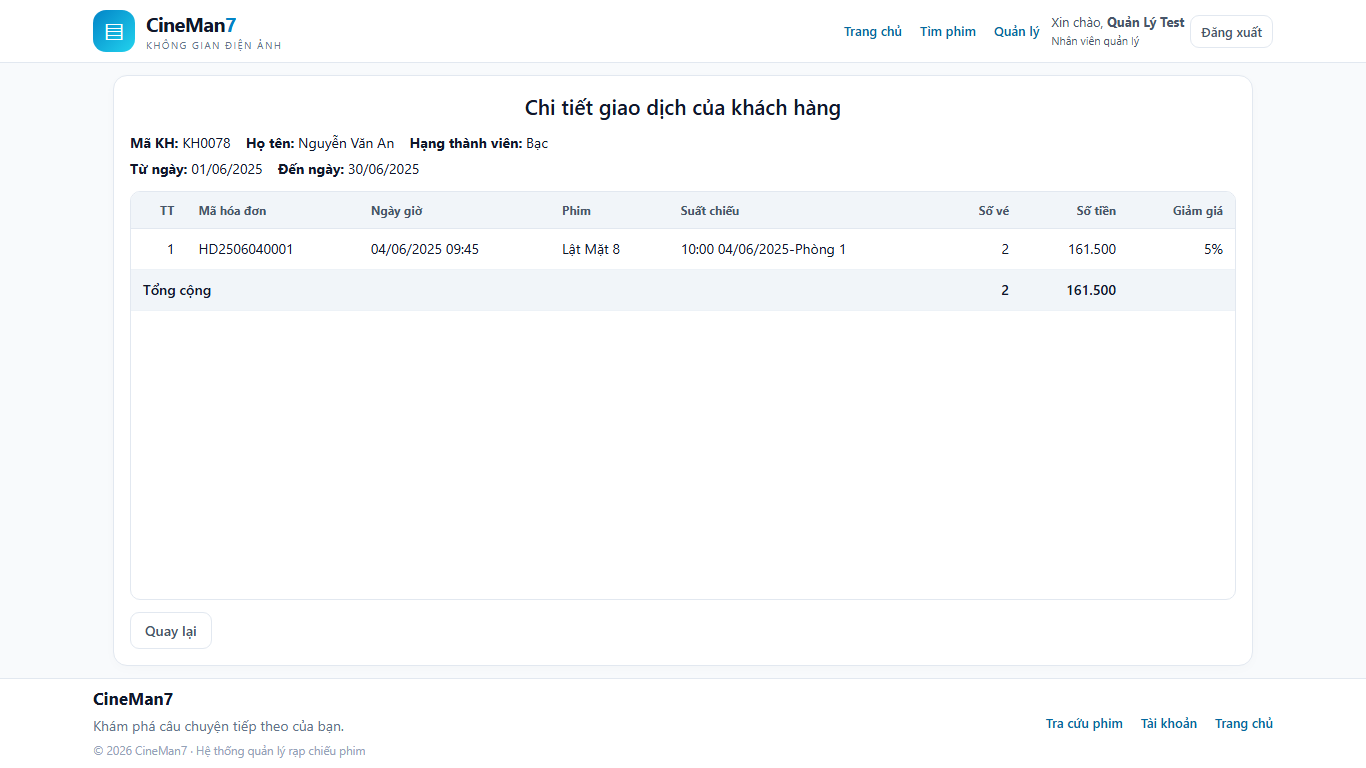 CineMan7
KHÔNG GIAN ĐIỆN ẢNH
Trang chủ Tìm phim Quản lý Xin chào, Quản Lý Test
Nhân viên quản lý
Đăng xuất
Chi tiết giao dịch của khách hàng
Mã KH: KH0078 Họ tên: Nguyễn Văn An Hạng thành viên: Bạc
Từ ngày: 01/06/2025 Đến ngày: 30/06/2025
TT Mã hóa đơn Ngày giờ Phim Suất chiếu Số vé Số tiền Giảm giá
1 HD2506040001 04/06/2025 09:45 Lật Mặt 8 10:00 04/06/2025-Phòng 1 2 161.500 5%
Tổng cộng 2 161.500
Quay lại
CineMan7
Khám phá câu chuyện tiếp theo của bạn.
© 2026 CineMan7 · Hệ thống quản lý rạp chiếu phim
Tra cứu phim Tài khoản Trang chủ